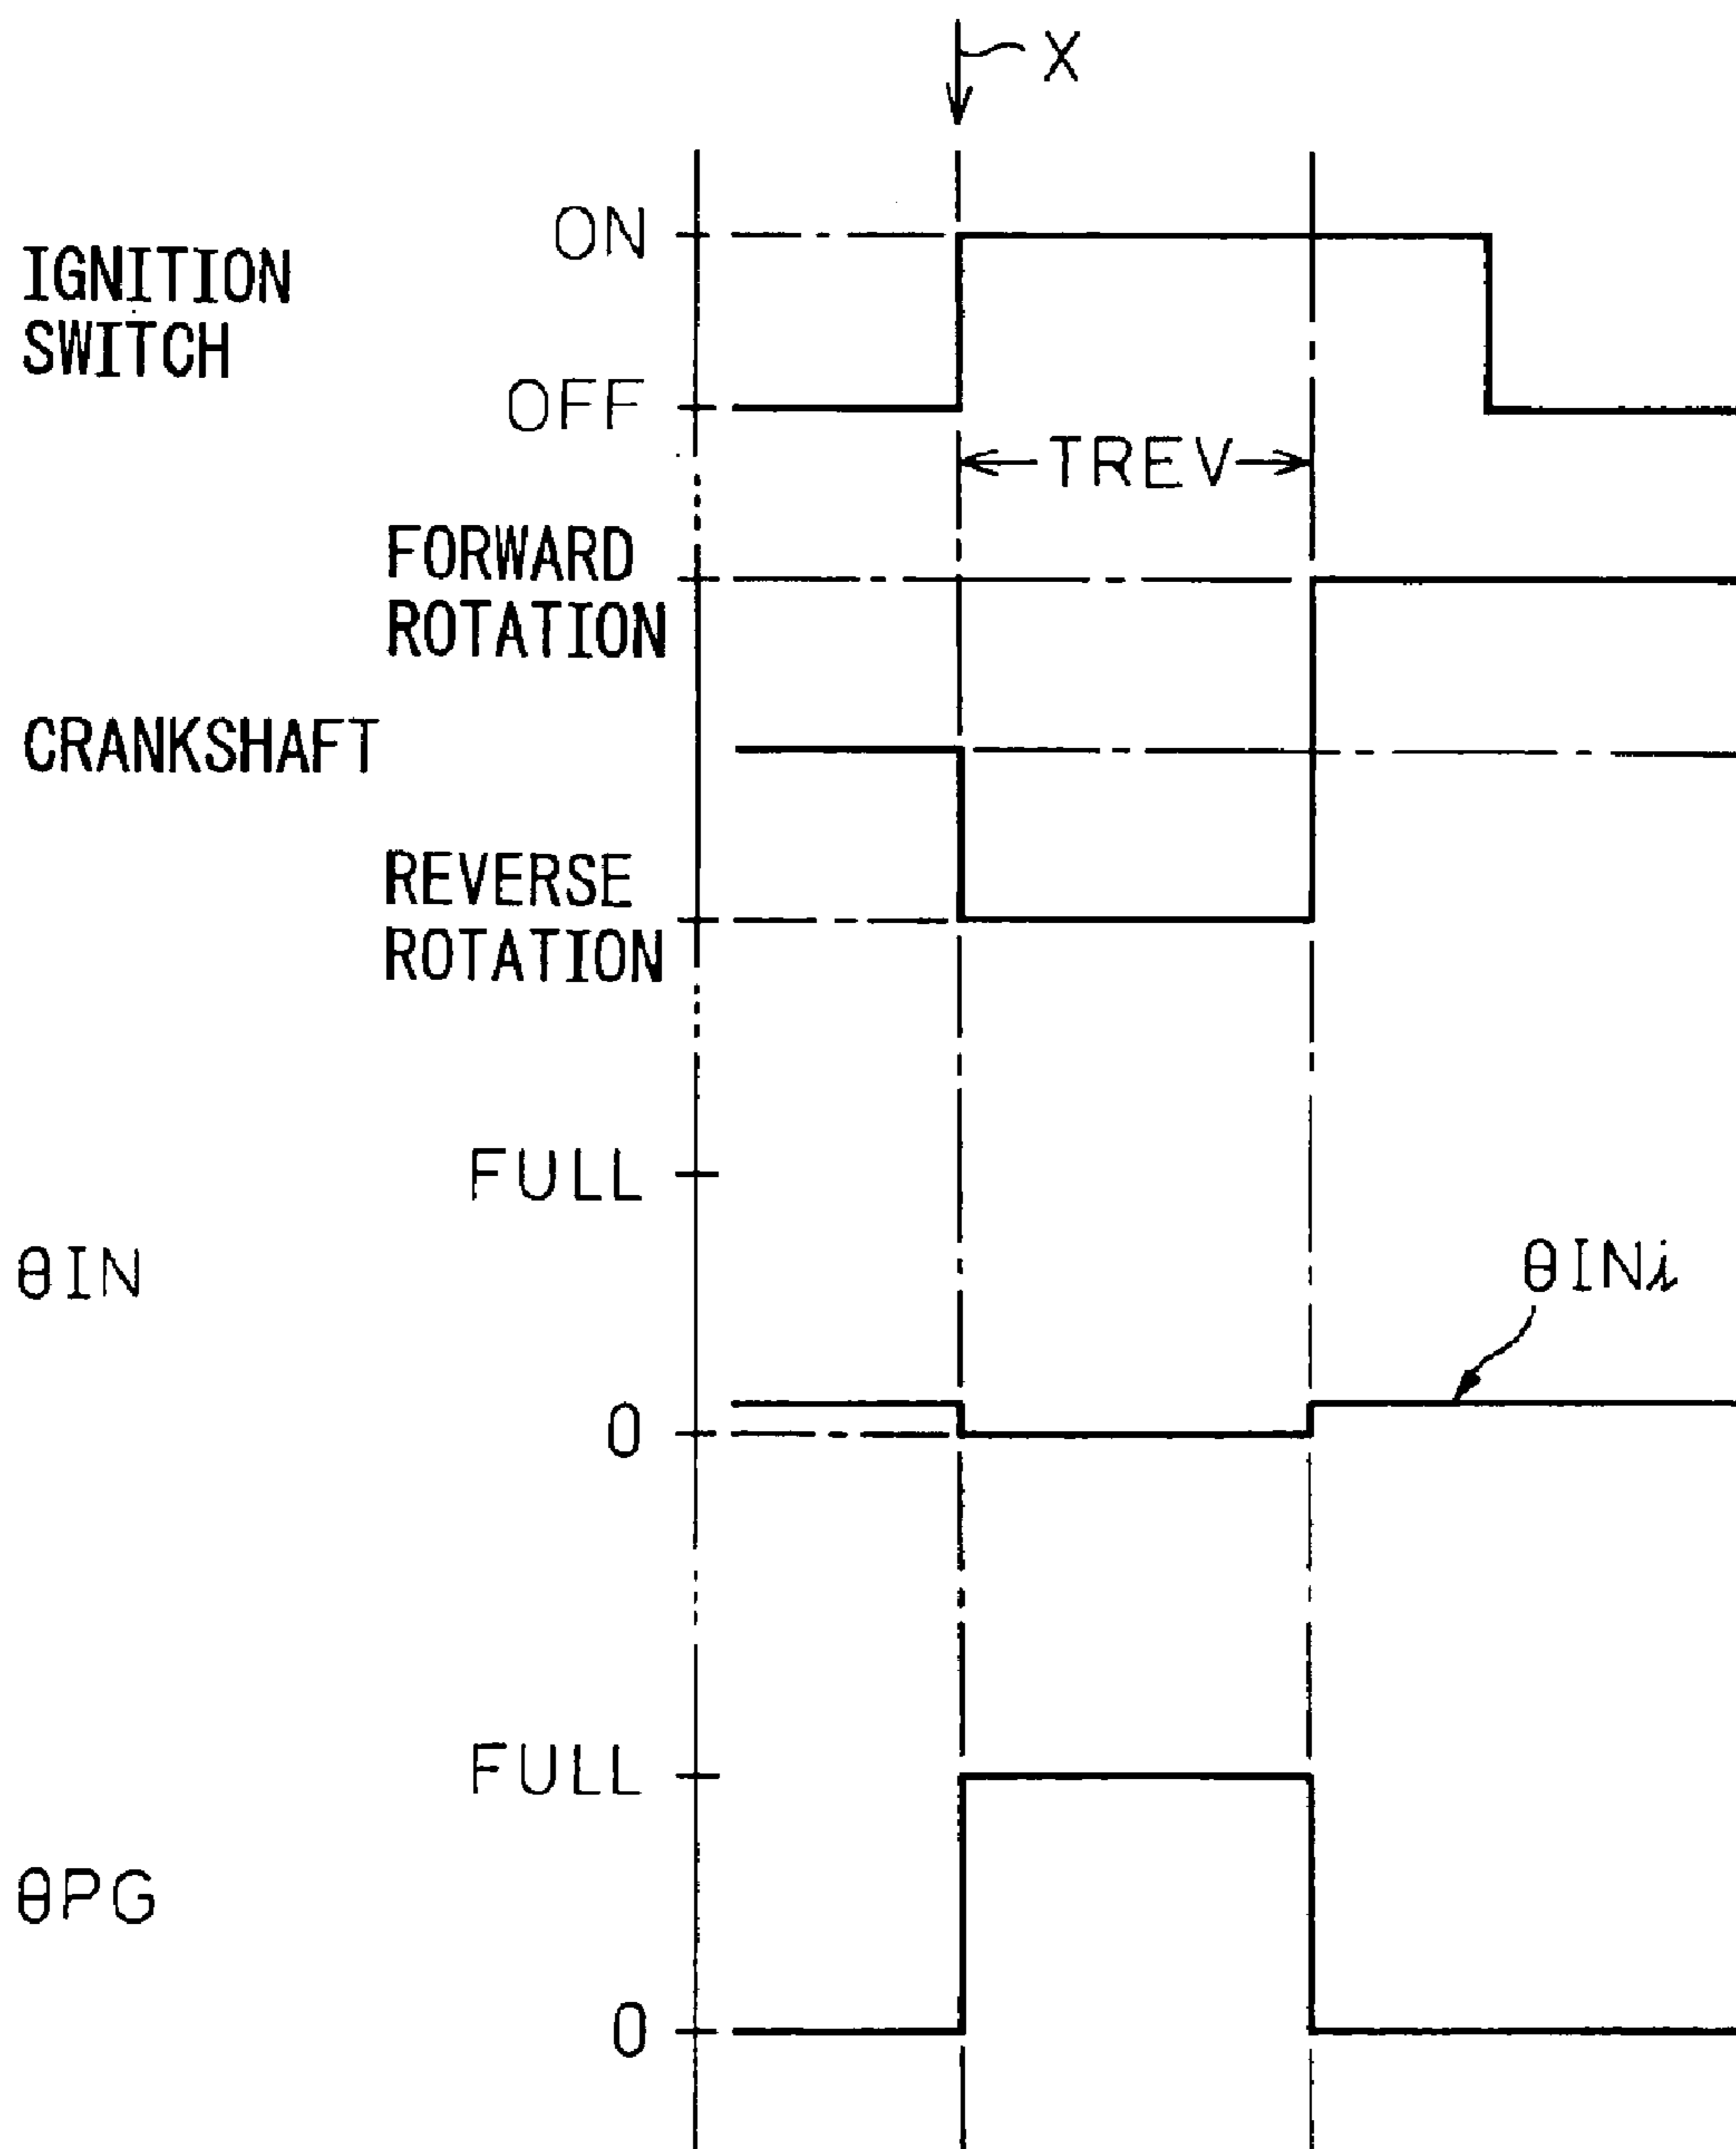 X
ON
IGNITION
SWITCH
OFF
TREV
FORWARD
ROTATION
CRANKSHAFT
REVERSE
ROTATION
FULL
θIN
θINi
0
FULL
θPG
0